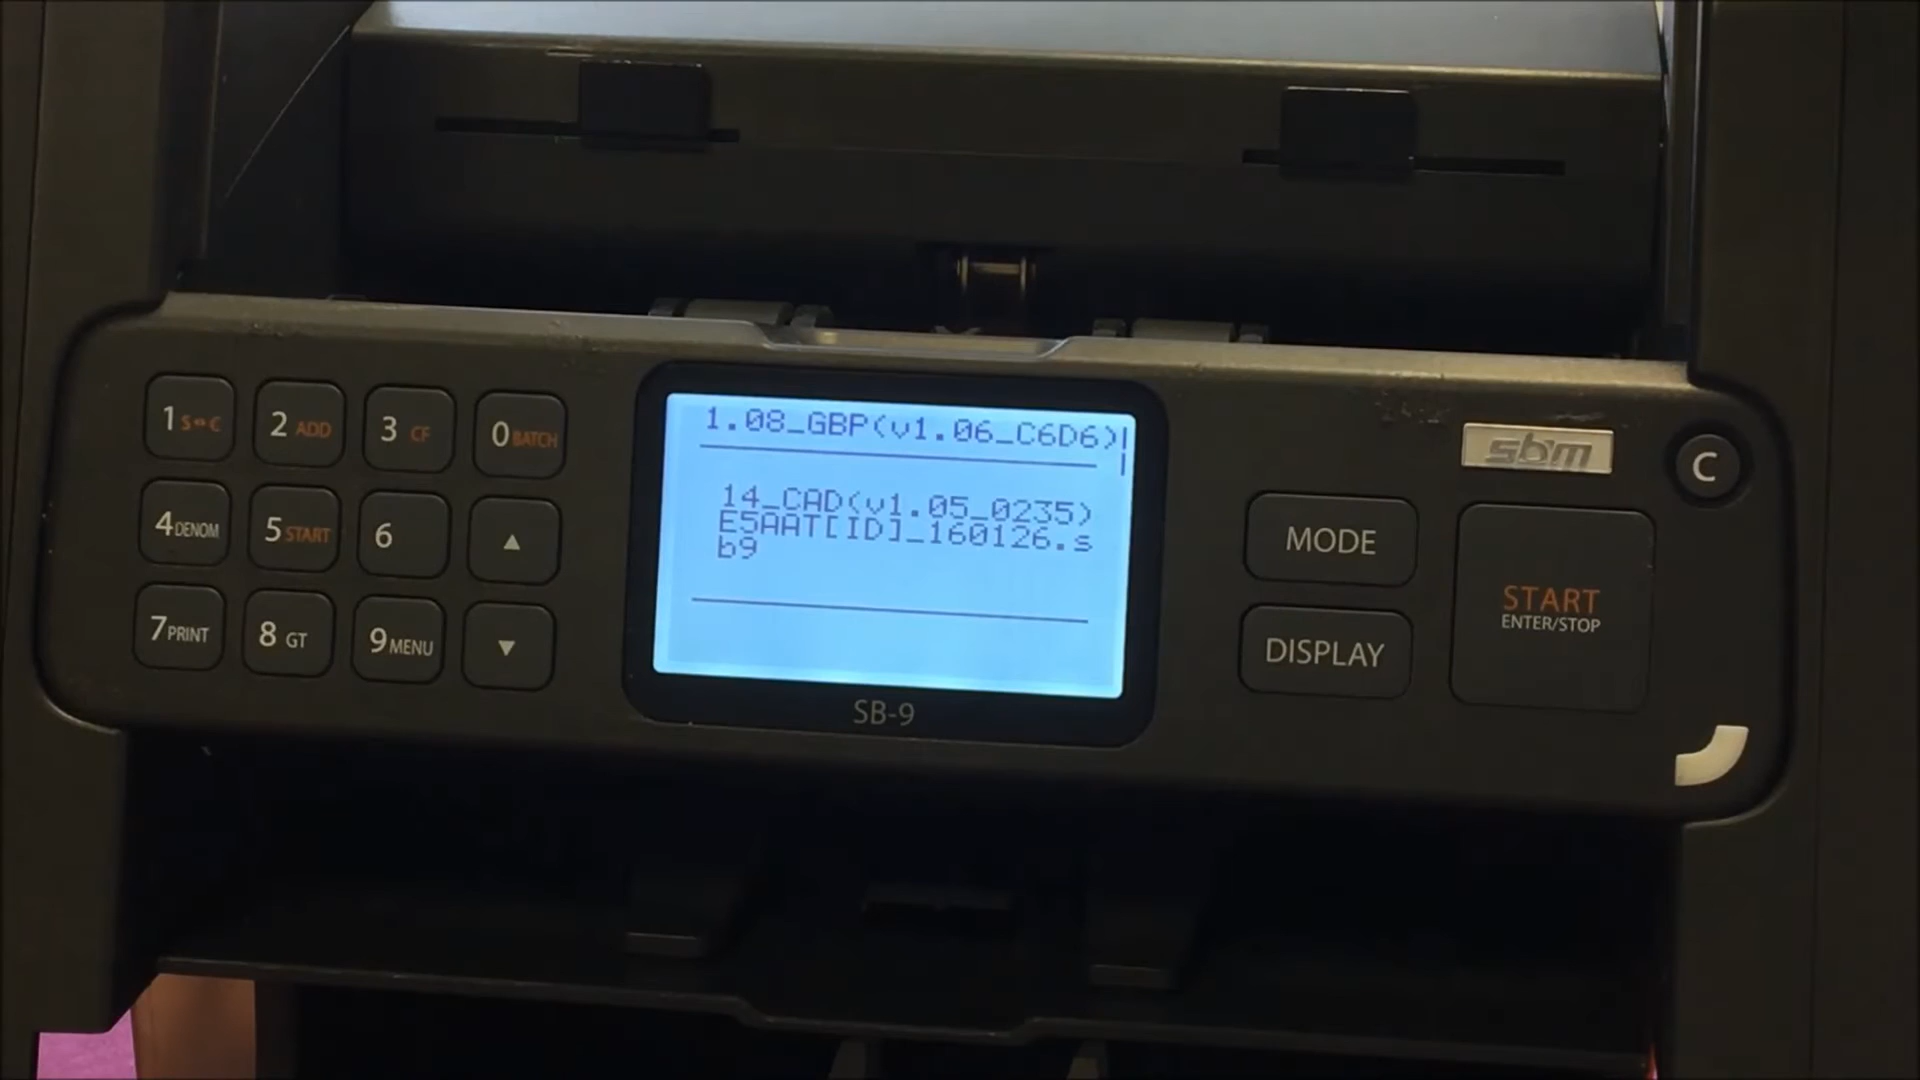 1.08_GBP(v1.06_C6D6)
14_CAD(v1.05_0235)
E5AAT[ID]_160126.s
b9
SB-9
1 S⇔C
2 ADD
3 CF
0 BATCH
4 DENOM
5 START
6
▲
7 PRINT
8 GT
9 MENU
▼
sbm
C
MODE
DISPLAY
START
ENTER/STOP